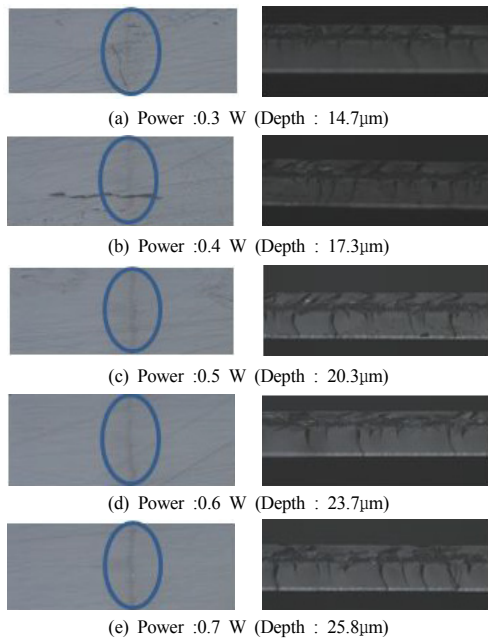 (a) Power :0.3 W (Depth : 14.7μm)
(b) Power :0.4 W (Depth : 17.3μm)
(c) Power :0.5 W (Depth : 20.3μm)
(d) Power :0.6 W (Depth : 23.7μm)
(e) Power :0.7 W (Depth : 25.8μm)